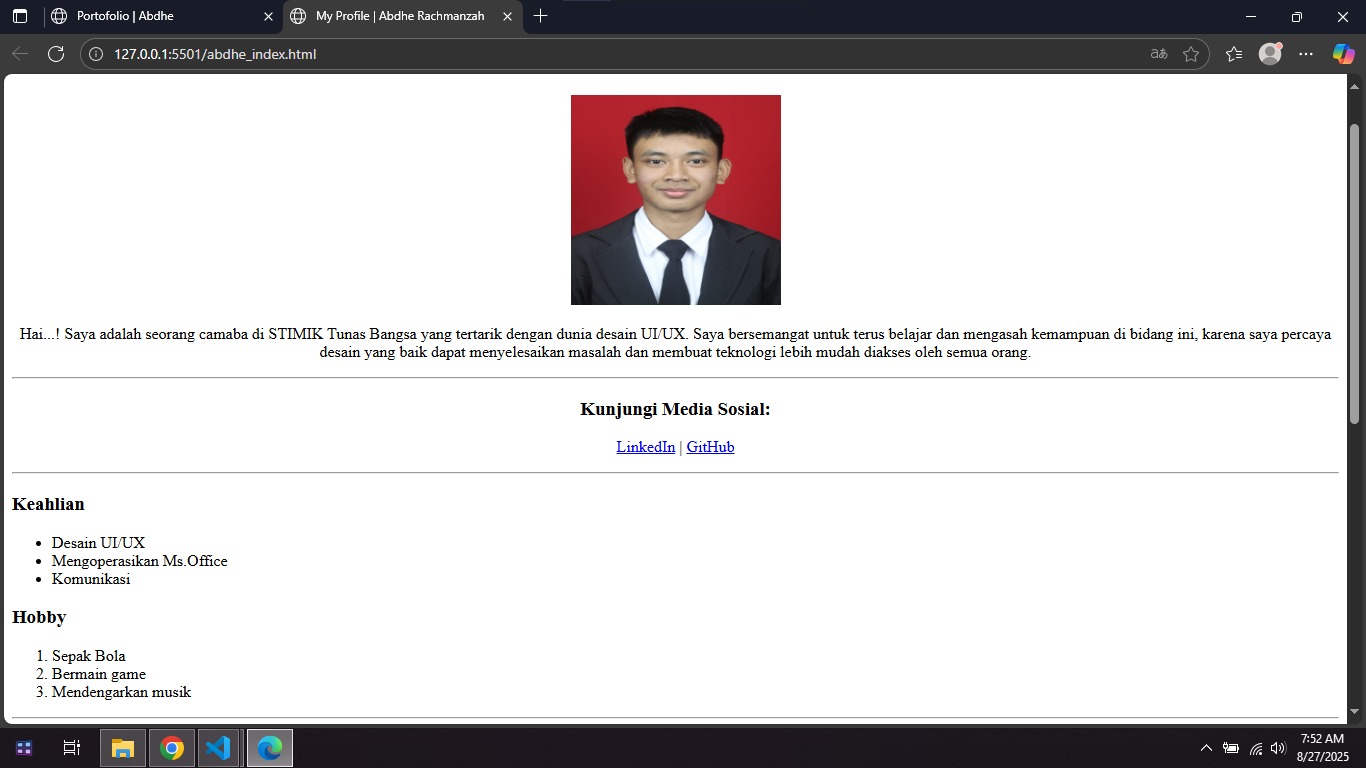 Portofolio | Abdhe
My Profile | Abdhe Rachmanzah
127.0.0.1:5501/abdhe_index.html
aあ
Hai...! Saya adalah seorang camaba di STIMIK Tunas Bangsa yang tertarik dengan dunia desain UI/UX. Saya bersemangat untuk terus belajar dan mengasah kemampuan di bidang ini, karena saya percaya
desain yang baik dapat menyelesaikan masalah dan membuat teknologi lebih mudah diakses oleh semua orang.
Kunjungi Media Sosial:
LinkedIn | GitHub
Keahlian
• Desain UI/UX
• Mengoperasikan Ms.Office
• Komunikasi
Hobby
1. Sepak Bola
2. Bermain game
3. Mendengarkan musik
7:52 AM
8/27/2025